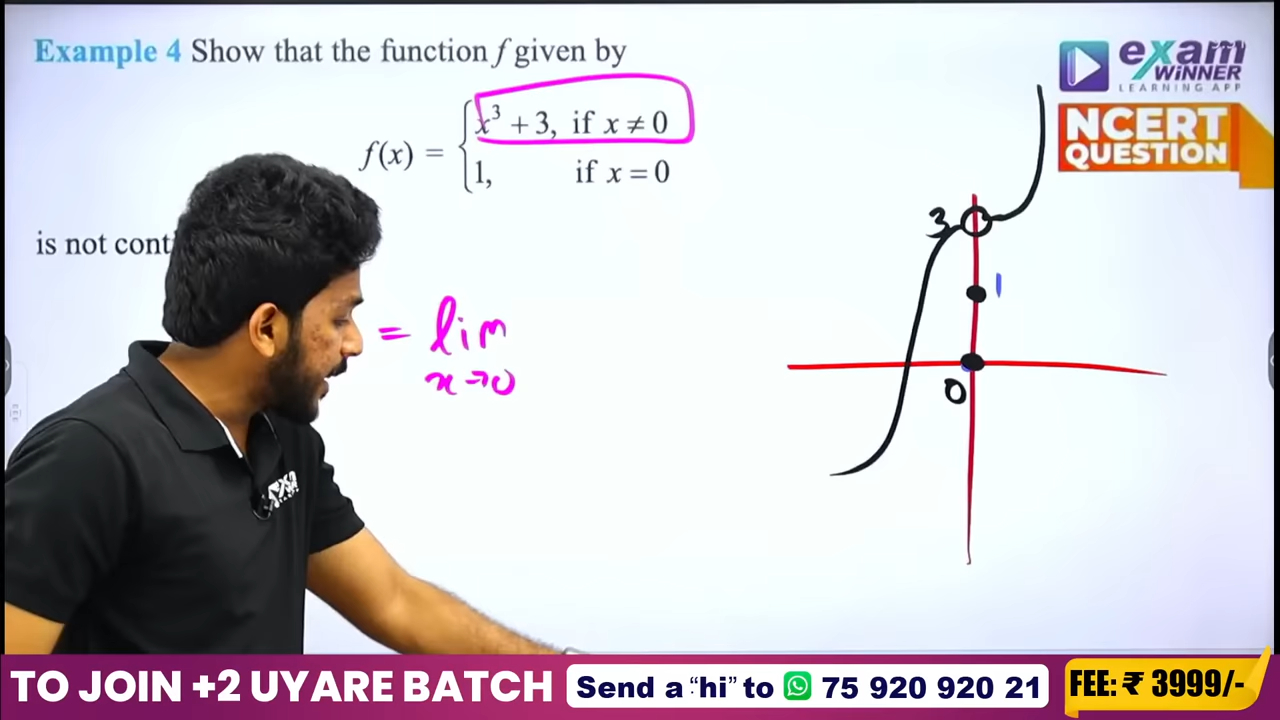 Example 4 Show that the function f given by
exam
WiNNER
LEARNING APP
NCERT
QUESTION
f(x) = { x³ + 3, if x ≠ 0
1, if x = 0
is not cont
3
1
0
= lim
x→0
TO JOIN +2 UYARE BATCH
Send a “hi” to 75 920 920 21
FEE: ₹ 3999/-